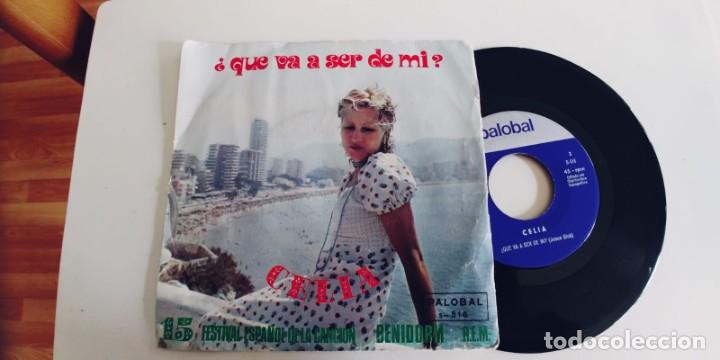 ¿que va a ser de mi?
CELIA
PALOBAL
s-516
15 FESTIVAL ESPAÑOL DE LA CANCION BENIDORM R.E.M.
palobal
45-rpm
CELIA
¿QUE VA A SER DE MI?
todocoleccion